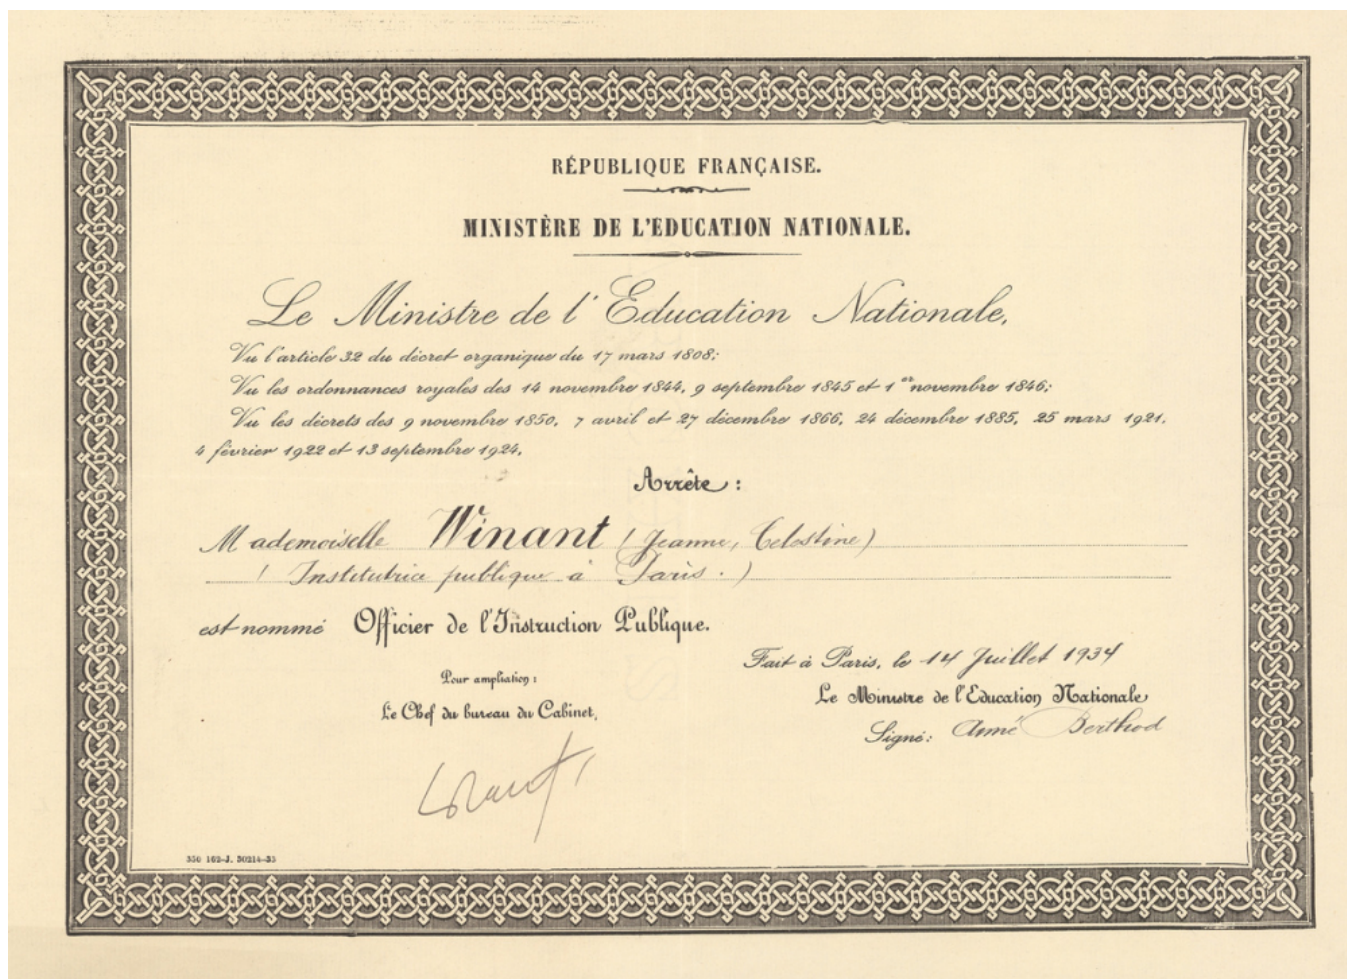 RÉPUBLIQUE FRANÇAISE.
MINISTÈRE DE L'EDUCATION NATIONALE.
Le Ministre de l'Education Nationale,
Vu l'article 32 du décret organique du 17 mars 1808;
Vu les ordonnances royales des 14 novembre 1844, 9 septembre 1845 et 1er novembre 1846;
Vu les décrets des 9 novembre 1850, 7 avril et 27 décembre 1866, 24 décembre 1885, 25 mars 1921,
4 février 1922 et 13 septembre 1924,
Arrête :
Mademoiselle Winant (Jeanne, Celestine)
(Institutrice publique à Paris.)
est nommé Officier de l'Instruction Publique.
Fait à Paris, le 14 Juillet 1934
Pour ampliation :
Le Ministre de l'Education Nationale
Le Chef du bureau du Cabinet,
Signé: Aimé Berthod
350 162-J. 30214-33